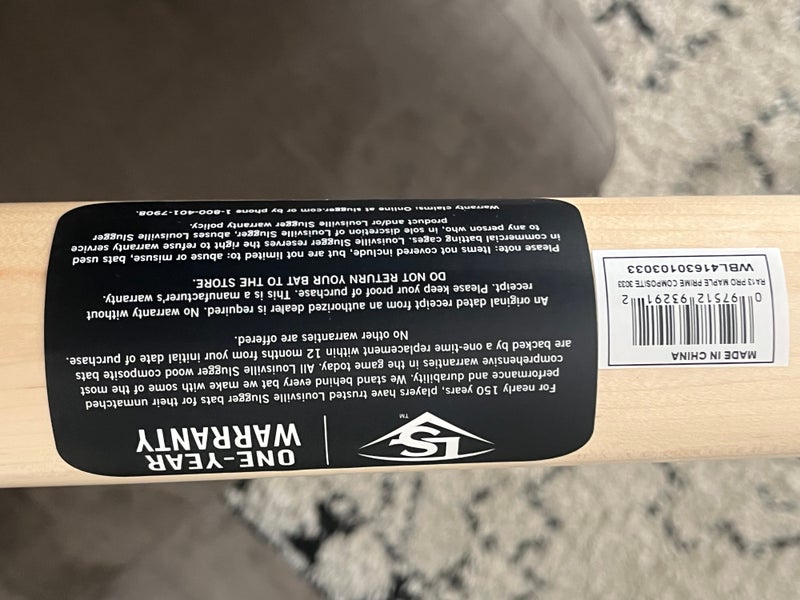 LS
TM
ONE-YEAR
WARRANTY
For nearly 150 years, players have trusted Louisville Slugger bats for their unmatched
performance and durability. We stand behind every bat we make with some of the most
comprehensive warranties in the game today. All Louisville Slugger wood composite bats
are backed by a one-time replacement within 12 months from your initial date of purchase.
No other warranties are offered.
An original dated receipt from an authorized dealer is required. No warranty without
receipt. Please keep your proof of purchase. This is a manufacturer's warranty.
DO NOT RETURN YOUR BAT TO THE STORE.
Please note: Items not covered include, but are not limited to: abuse or misuse, bats used
in commercial batting cages. Louisville Slugger reserves the right to refuse warranty service
to any person who, in sole discretion of Louisville Slugger, abuses Louisville Slugger
product and/or Louisville Slugger warranty policy.
Warranty claims: Online at slugger.com or by phone 1-800-401-7908.
MADE IN CHINA
0 97512 93291 2
RA13 PRO MAPLE PRIME COMPOSITE 3033
WBL41630103033